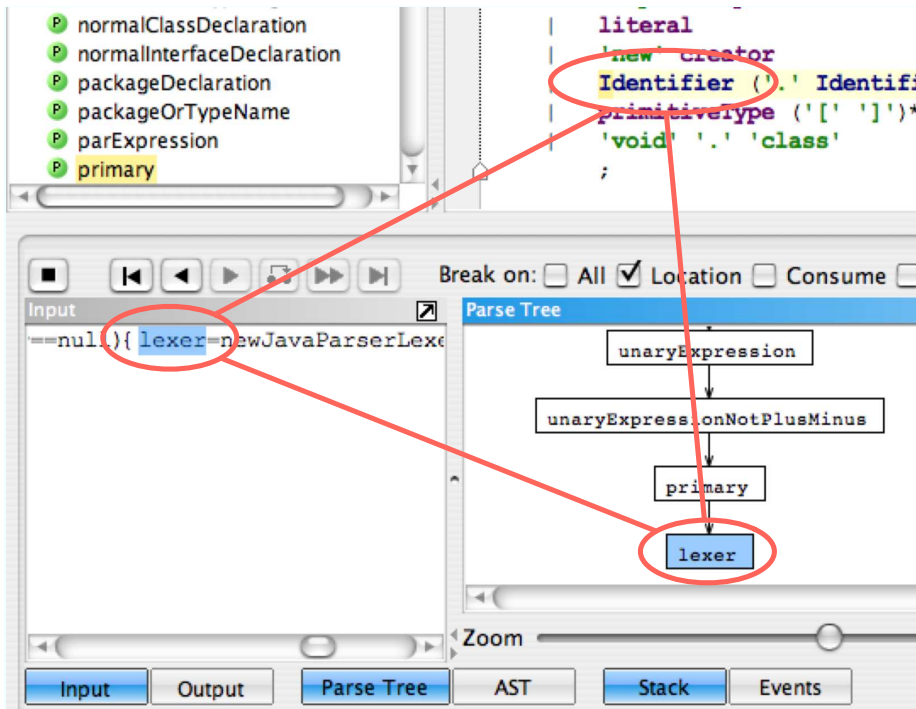 P normalClassDeclaration
P normalInterfaceDeclaration
P packageDeclaration
P packageOrTypeName
P parExpression
P primary
| literal
| 'new' creator
Identifier ('.' Identifi
| primitiveType ('[' ']')*
| 'void' '.' 'class'
;
Break on: All Location Consume
Input
==null){lexer=newJavaParserLexe
Parse Tree
unaryExpression
unaryExpressionNotPlusMinus
primary
lexer
Zoom
Input Output Parse Tree AST Stack Events